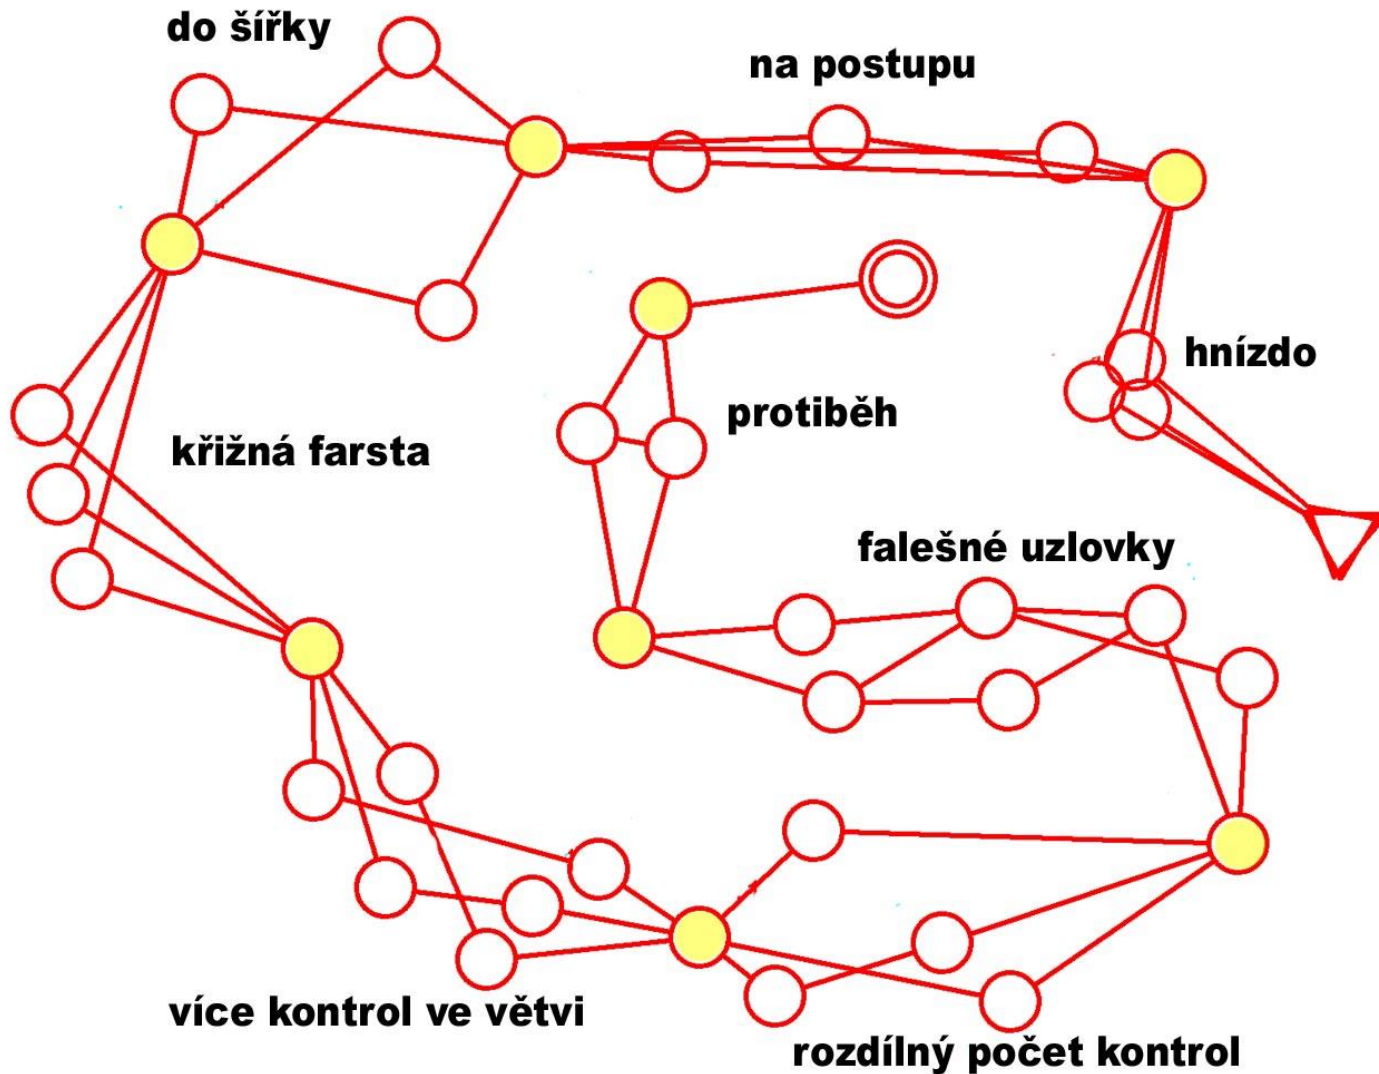 do šířky
na postupu
hnízdo
protiběh
křižná farsta
falešné uzlovky
více kontrol ve větvi
rozdílný počet kontrol